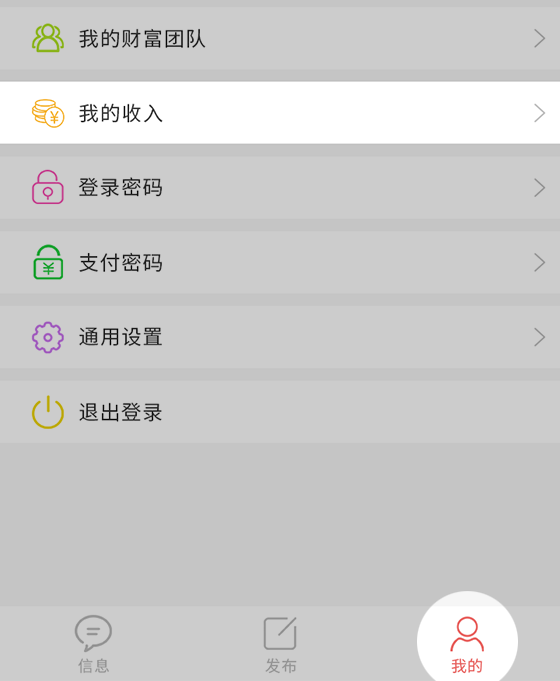 我的财富团队
我的收入
登录密码
支付密码
通用设置
退出登录
信息 发布 我的